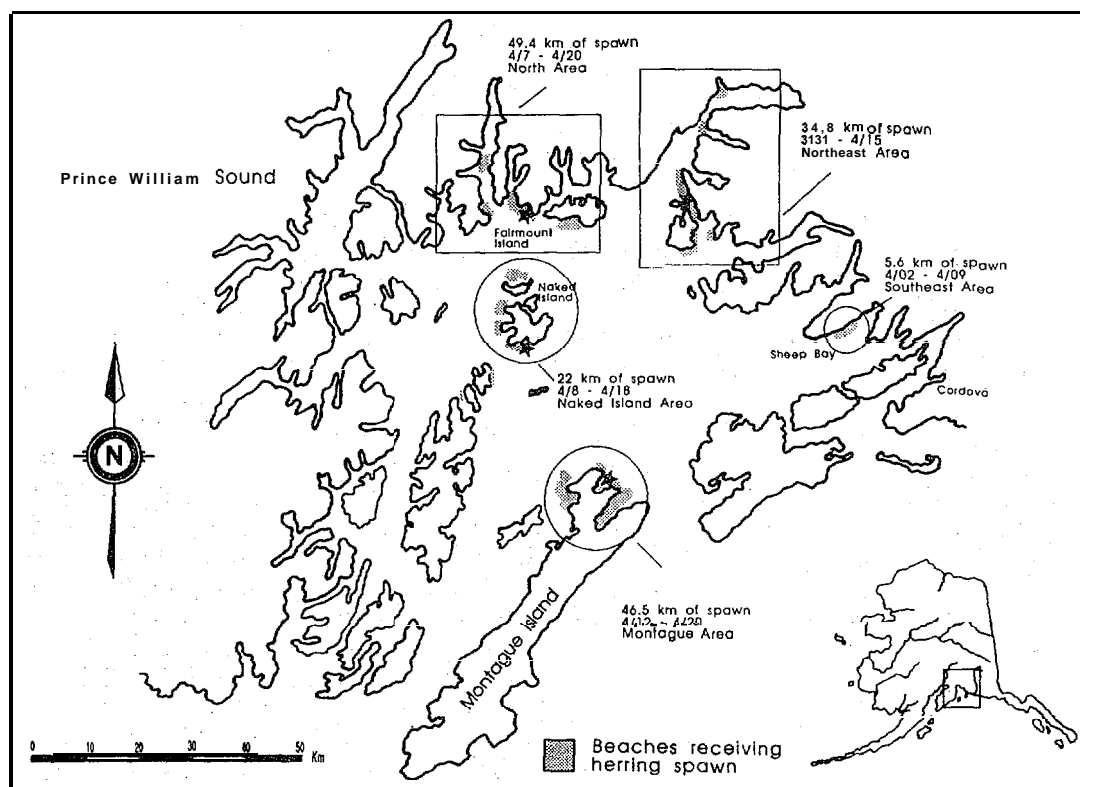 49.4 km of spawn
4/7 - 4/20
North Area
34,8 km of spawn
3131 - 4/15
Northeast Area
Prince William Sound
Fairmount
Island
5.6 km of spawn
4/02 - 4/09
Southeast Area
Naked
Island
Sheep Bay
22 km of spawn
4/8 - 4/18
Naked Island Area
Cordova
N
46.5 km of spawn
Montague Area
Montague Island
0 10 20 30 40 50
Km
Beaches receiving
herring spawn